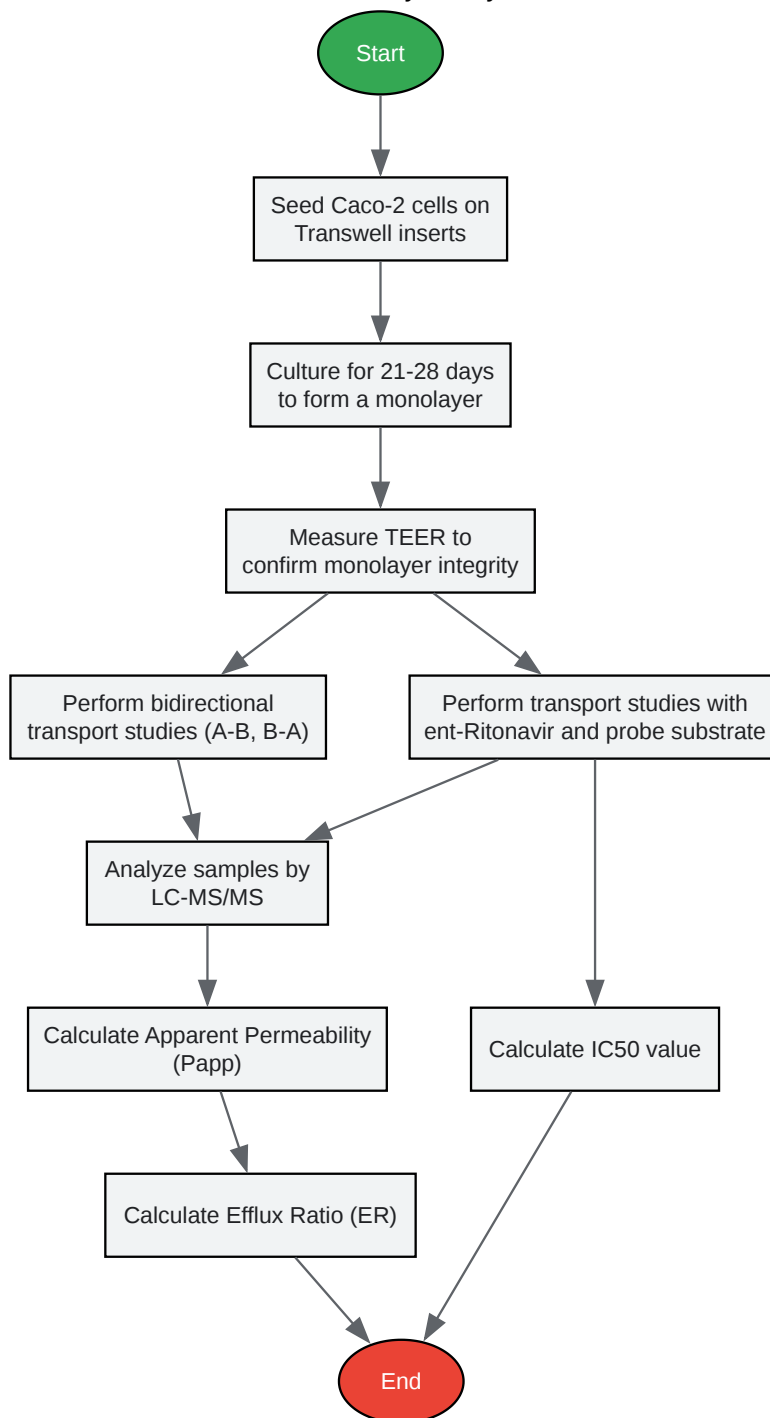 Start
Seed Caco-2 cells on
Transwell inserts
Culture for 21-28 days
to form a monolayer
Measure TEER to
confirm monolayer integrity
Perform bidirectional
transport studies (A-B, B-A)
Perform transport studies with
ent-Ritonavir and probe substrate
Analyze samples by
LC-MS/MS
Calculate Apparent Permeability
(Papp)
Calculate IC50 value
Calculate Efflux Ratio (ER)
End